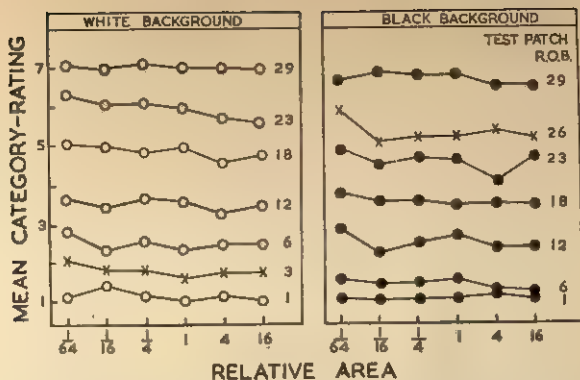 WHITE BACKGROUND
BLACK BACKGROUND
TEST PATCH
R.O.B.
MEAN CATEGORY-RATING
7
5
3
1
29
23
18
12
6
3
1
29
26
23
18
12
6
1
1/64 1/16 1/4 1 4 16
1/64 1/16 1/4 1 4 16
RELATIVE AREA